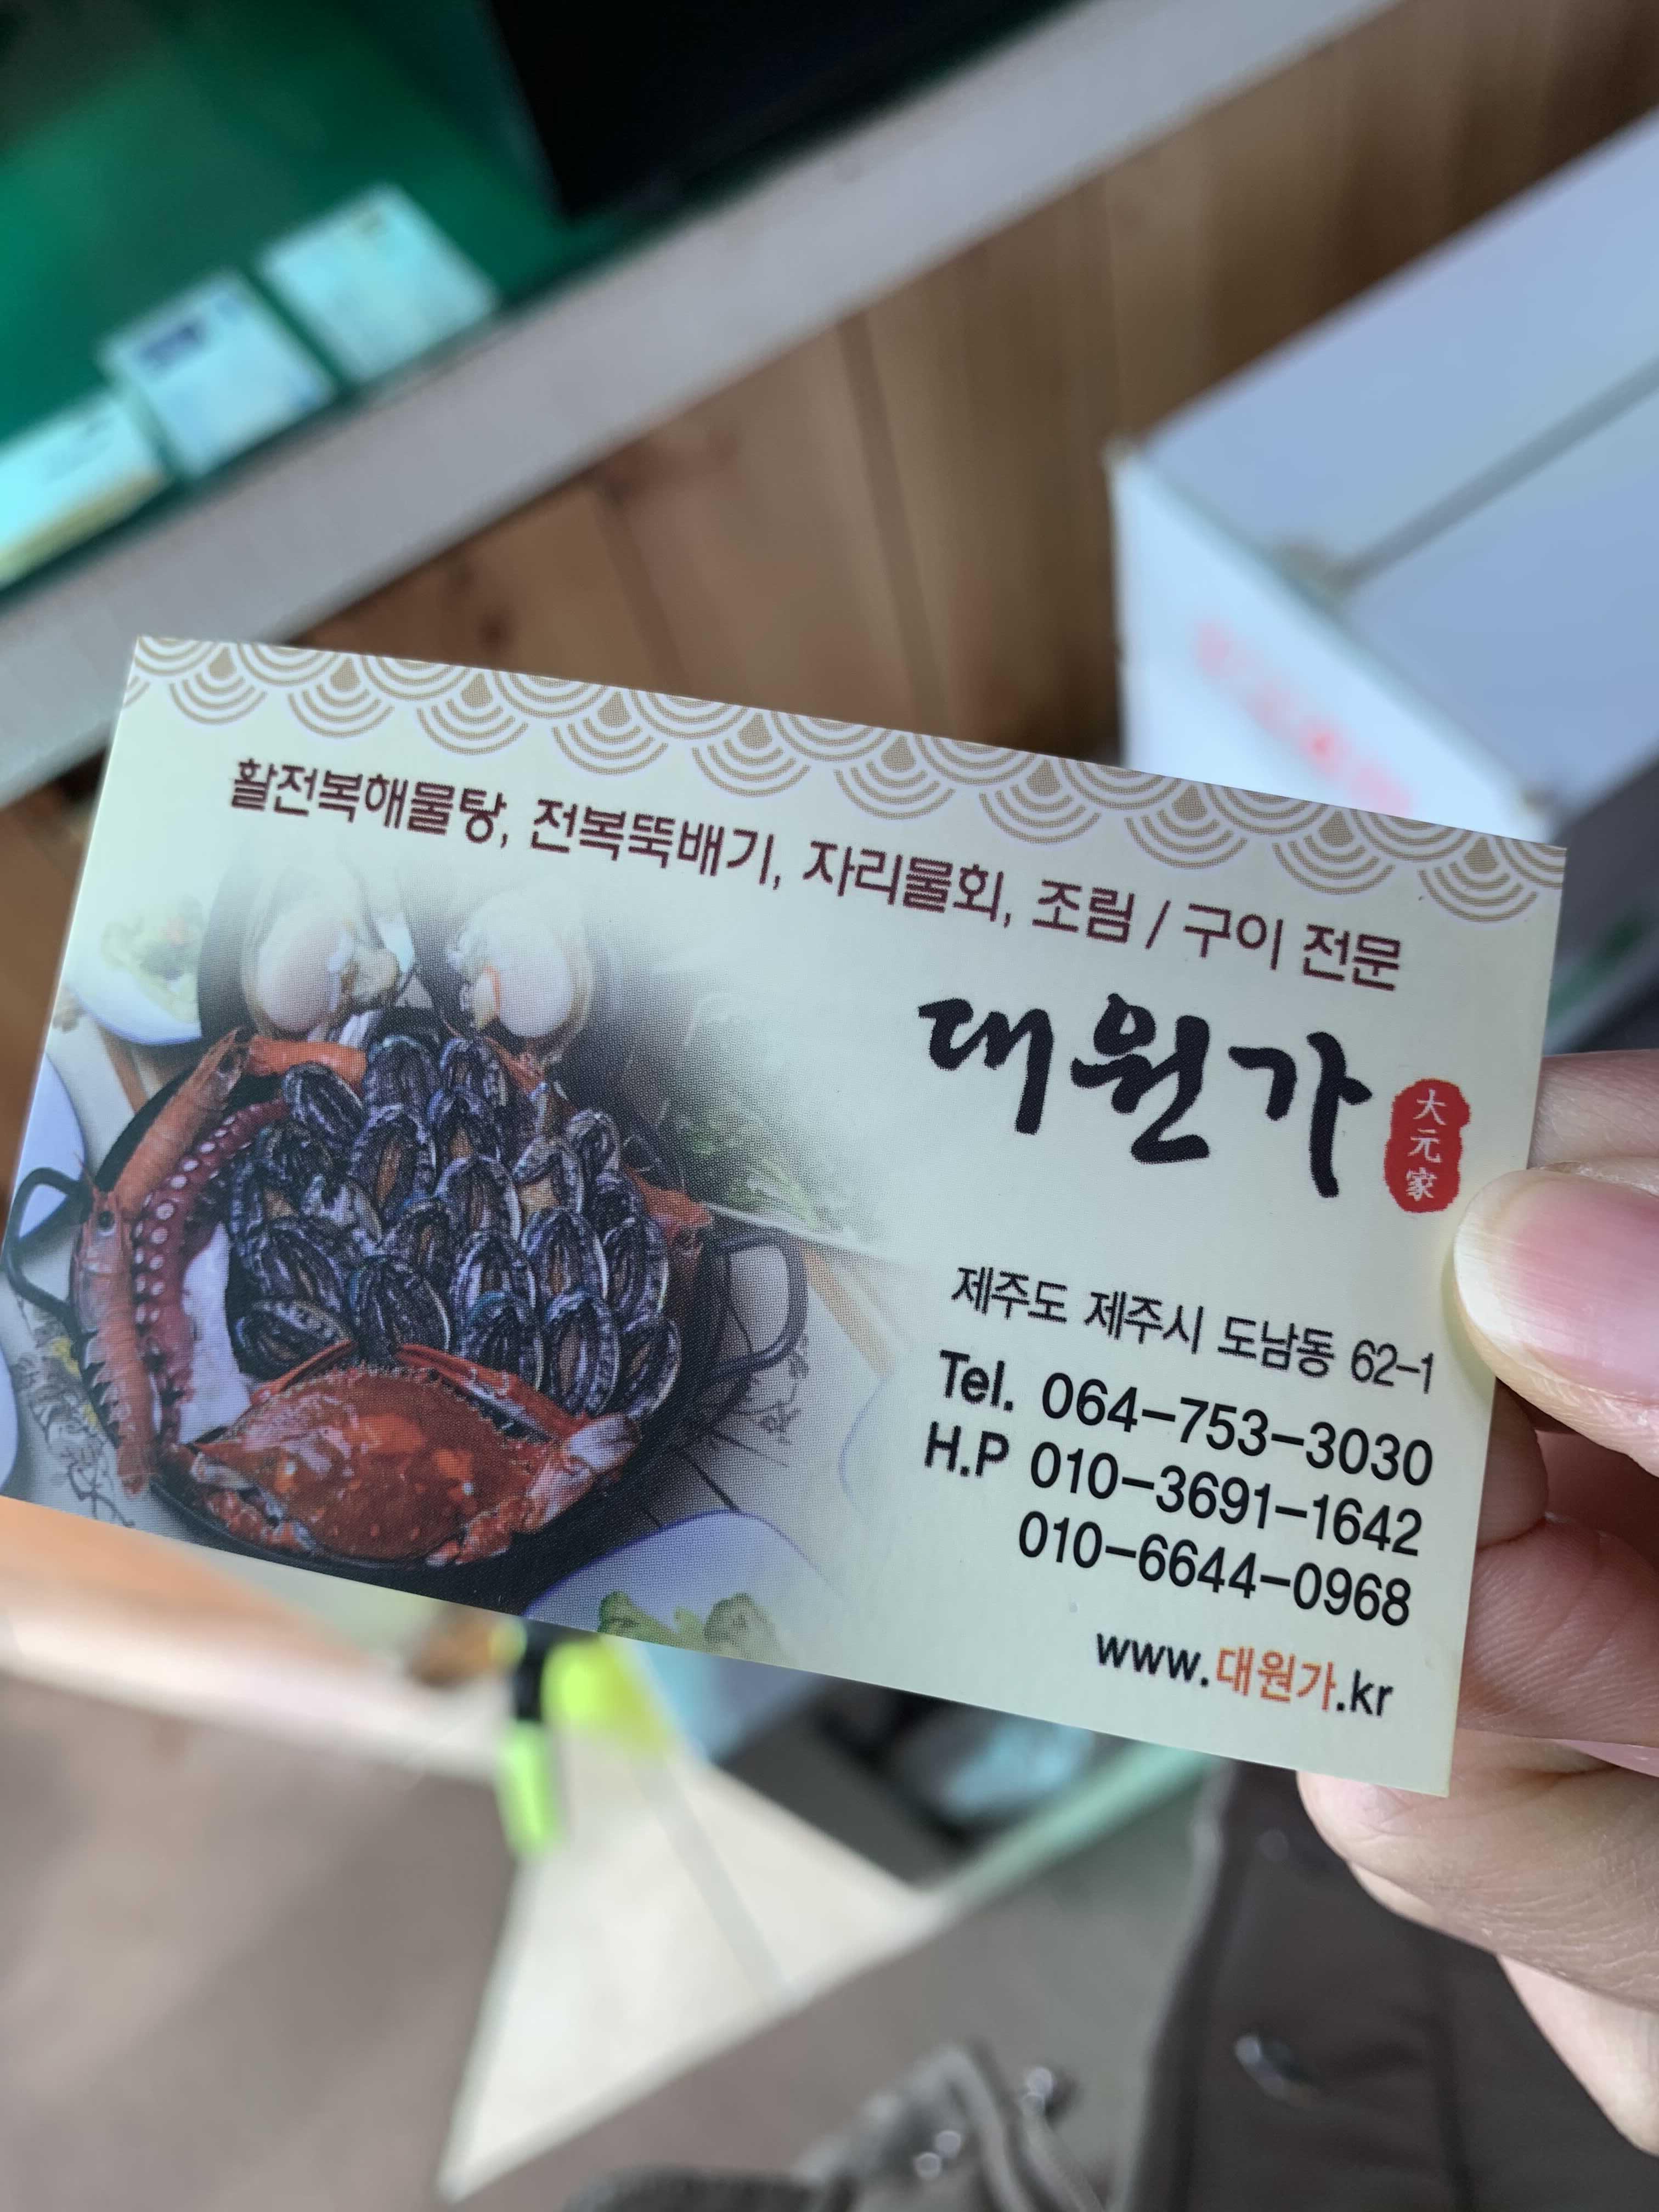 활전복해물탕, 전복뚝배기, 자리물회, 조림 / 구이 전문
대원가
大元家
제주도 제주시 도남동 62-1
Tel. 064-753-3030
H.P 010-3691-1642
010-6644-0968
www.대원가.kr